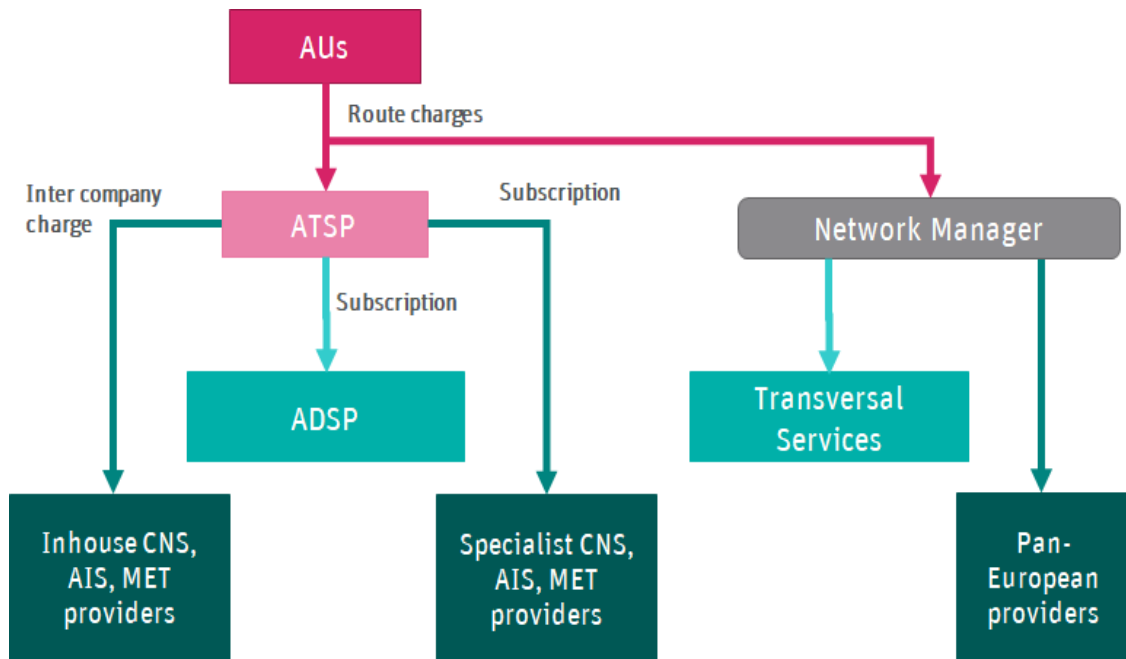 AUs
Route charges
Inter company
charge
Subscription
ATSP
Network Manager
Subscription
ADSP
Transversal
Services
Inhouse CNS,
AIS, MET
providers
Specialist CNS,
AIS, MET
providers
Pan-
European
providers